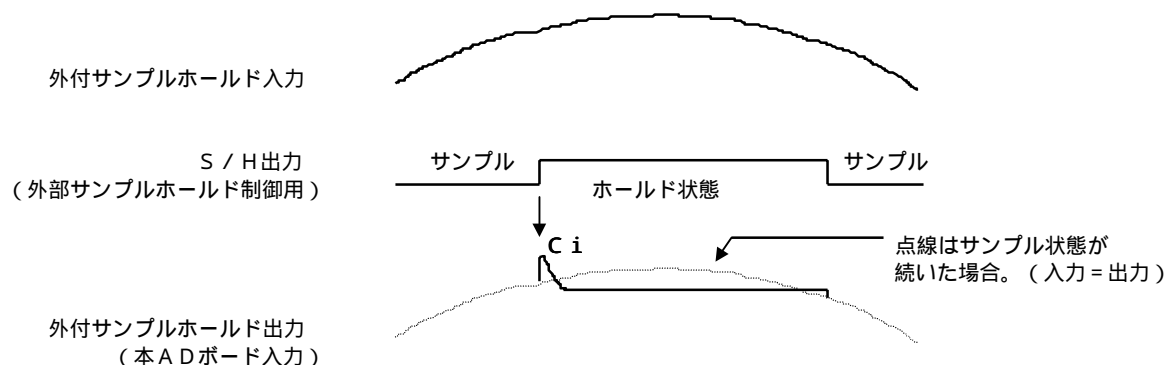 外付サンプルホールド入力
S/H出力
(外部サンプルホールド制御用)
サンプル
サンプル
ホールド状態
Ci
点線はサンプル状態が
続いた場合。(入力=出力)
外付サンプルホールド出力
(本ADボード入力)